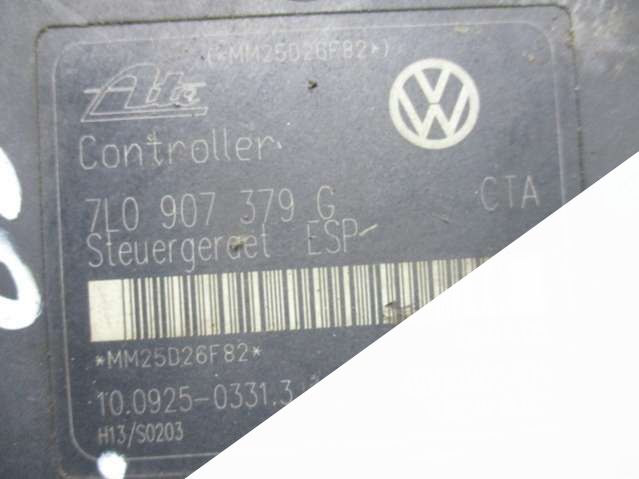 (*MM25D26F82*)
Ate
Controller
7L0 907 379 G CTA
Steuergeraet ESP
*MM25D26F82*
10.0925-0331.3
H13/S0203